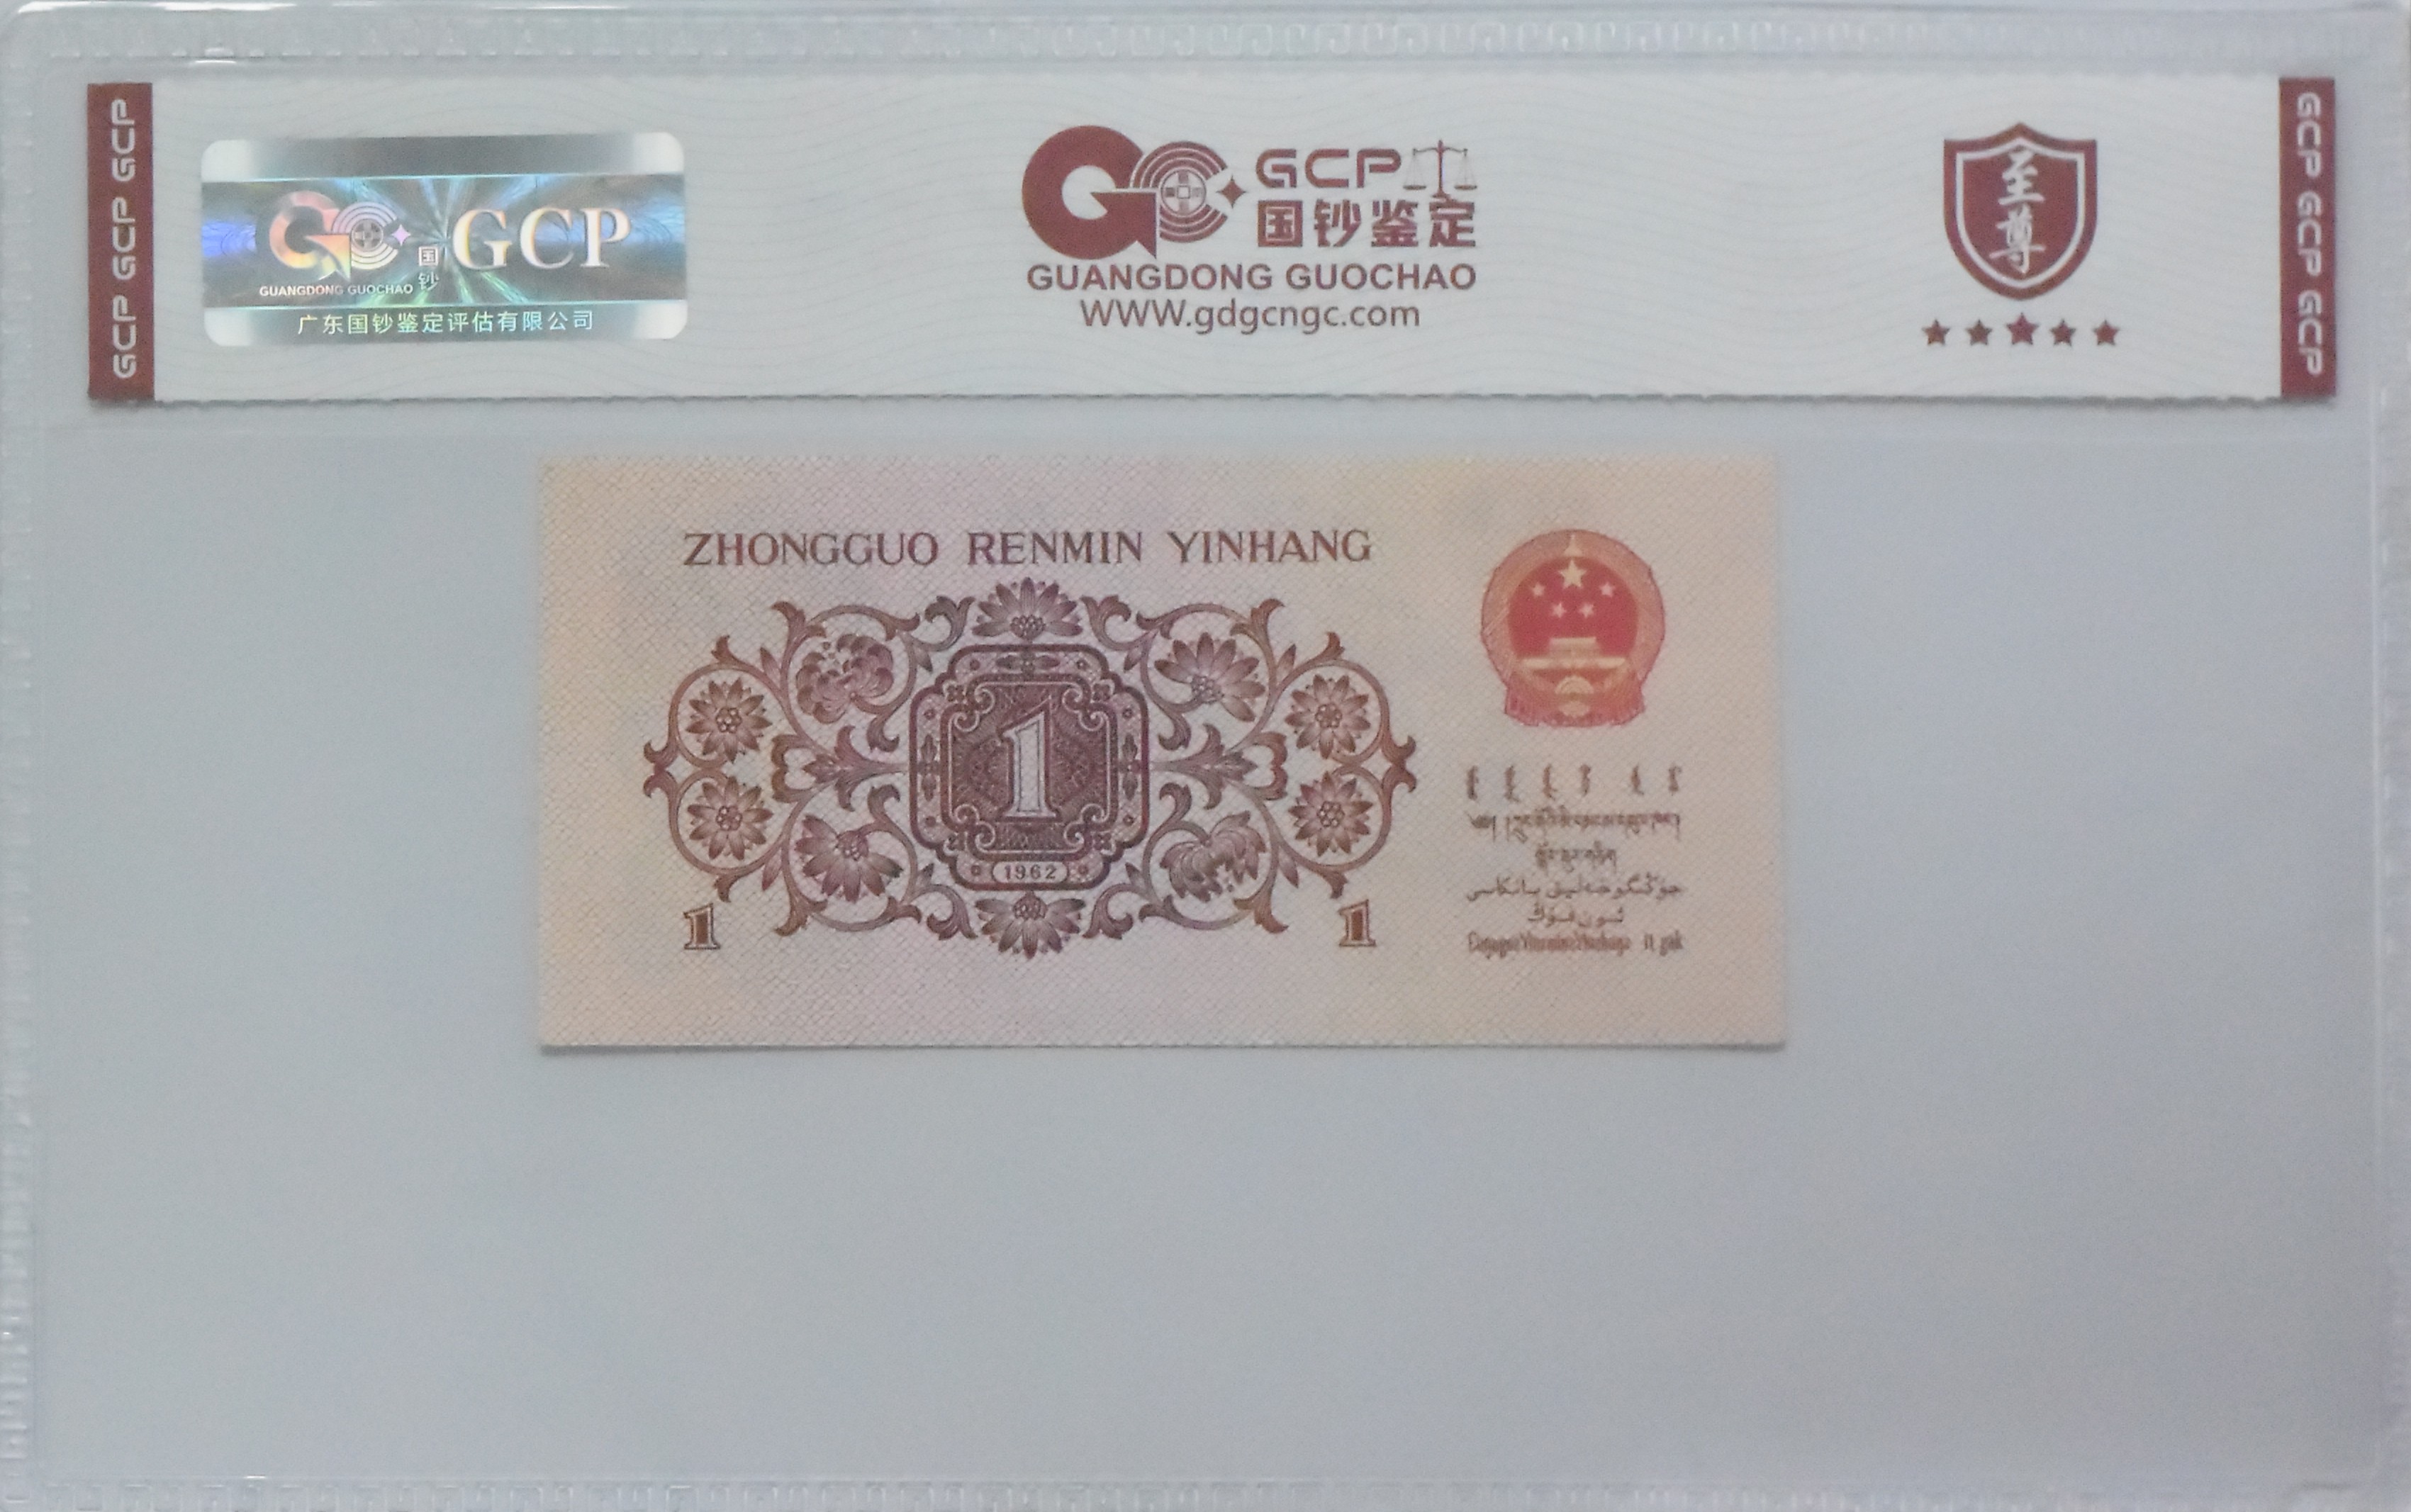 GCP GCP GCP
GUANGDONG GUOCHAO
国钞
GCP
广东国钞鉴定评估有限公司
GCP
国钞鉴定
GUANGDONG GUOCHAO
WWW.gdgcngc.com
至尊
GCP GCP GCP
ZHONGGUO RENMIN YINHANG
1
1962
1 1